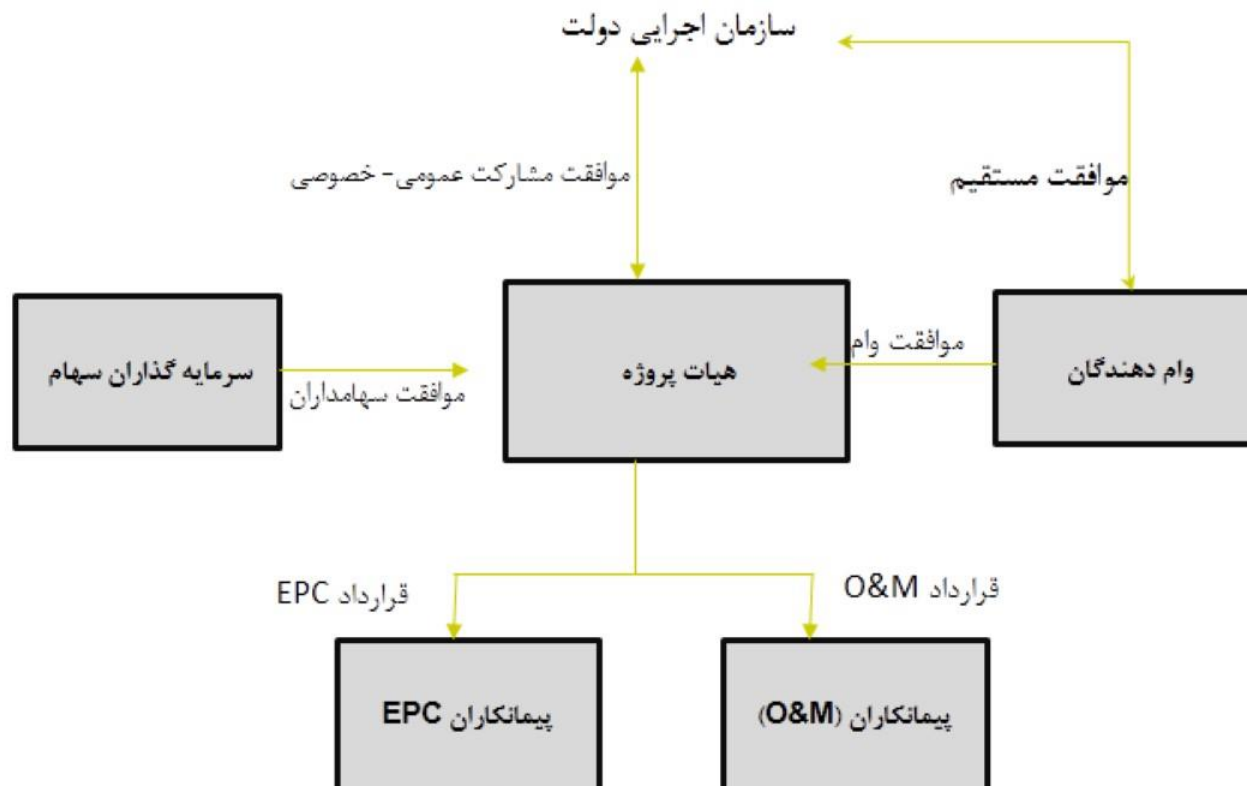 سازمان اجرایی دولت
موافقت مشارکت عمومی- خصوصی
موافقت مستقیم
وام دهندگان
موافقت وام
هیات پروژه
سرمایه گذاران سهام
موافقت سهامداران
قرارداد O&M
قرارداد EPC
پیمانکاران (O&M)
پیمانکاران EPC